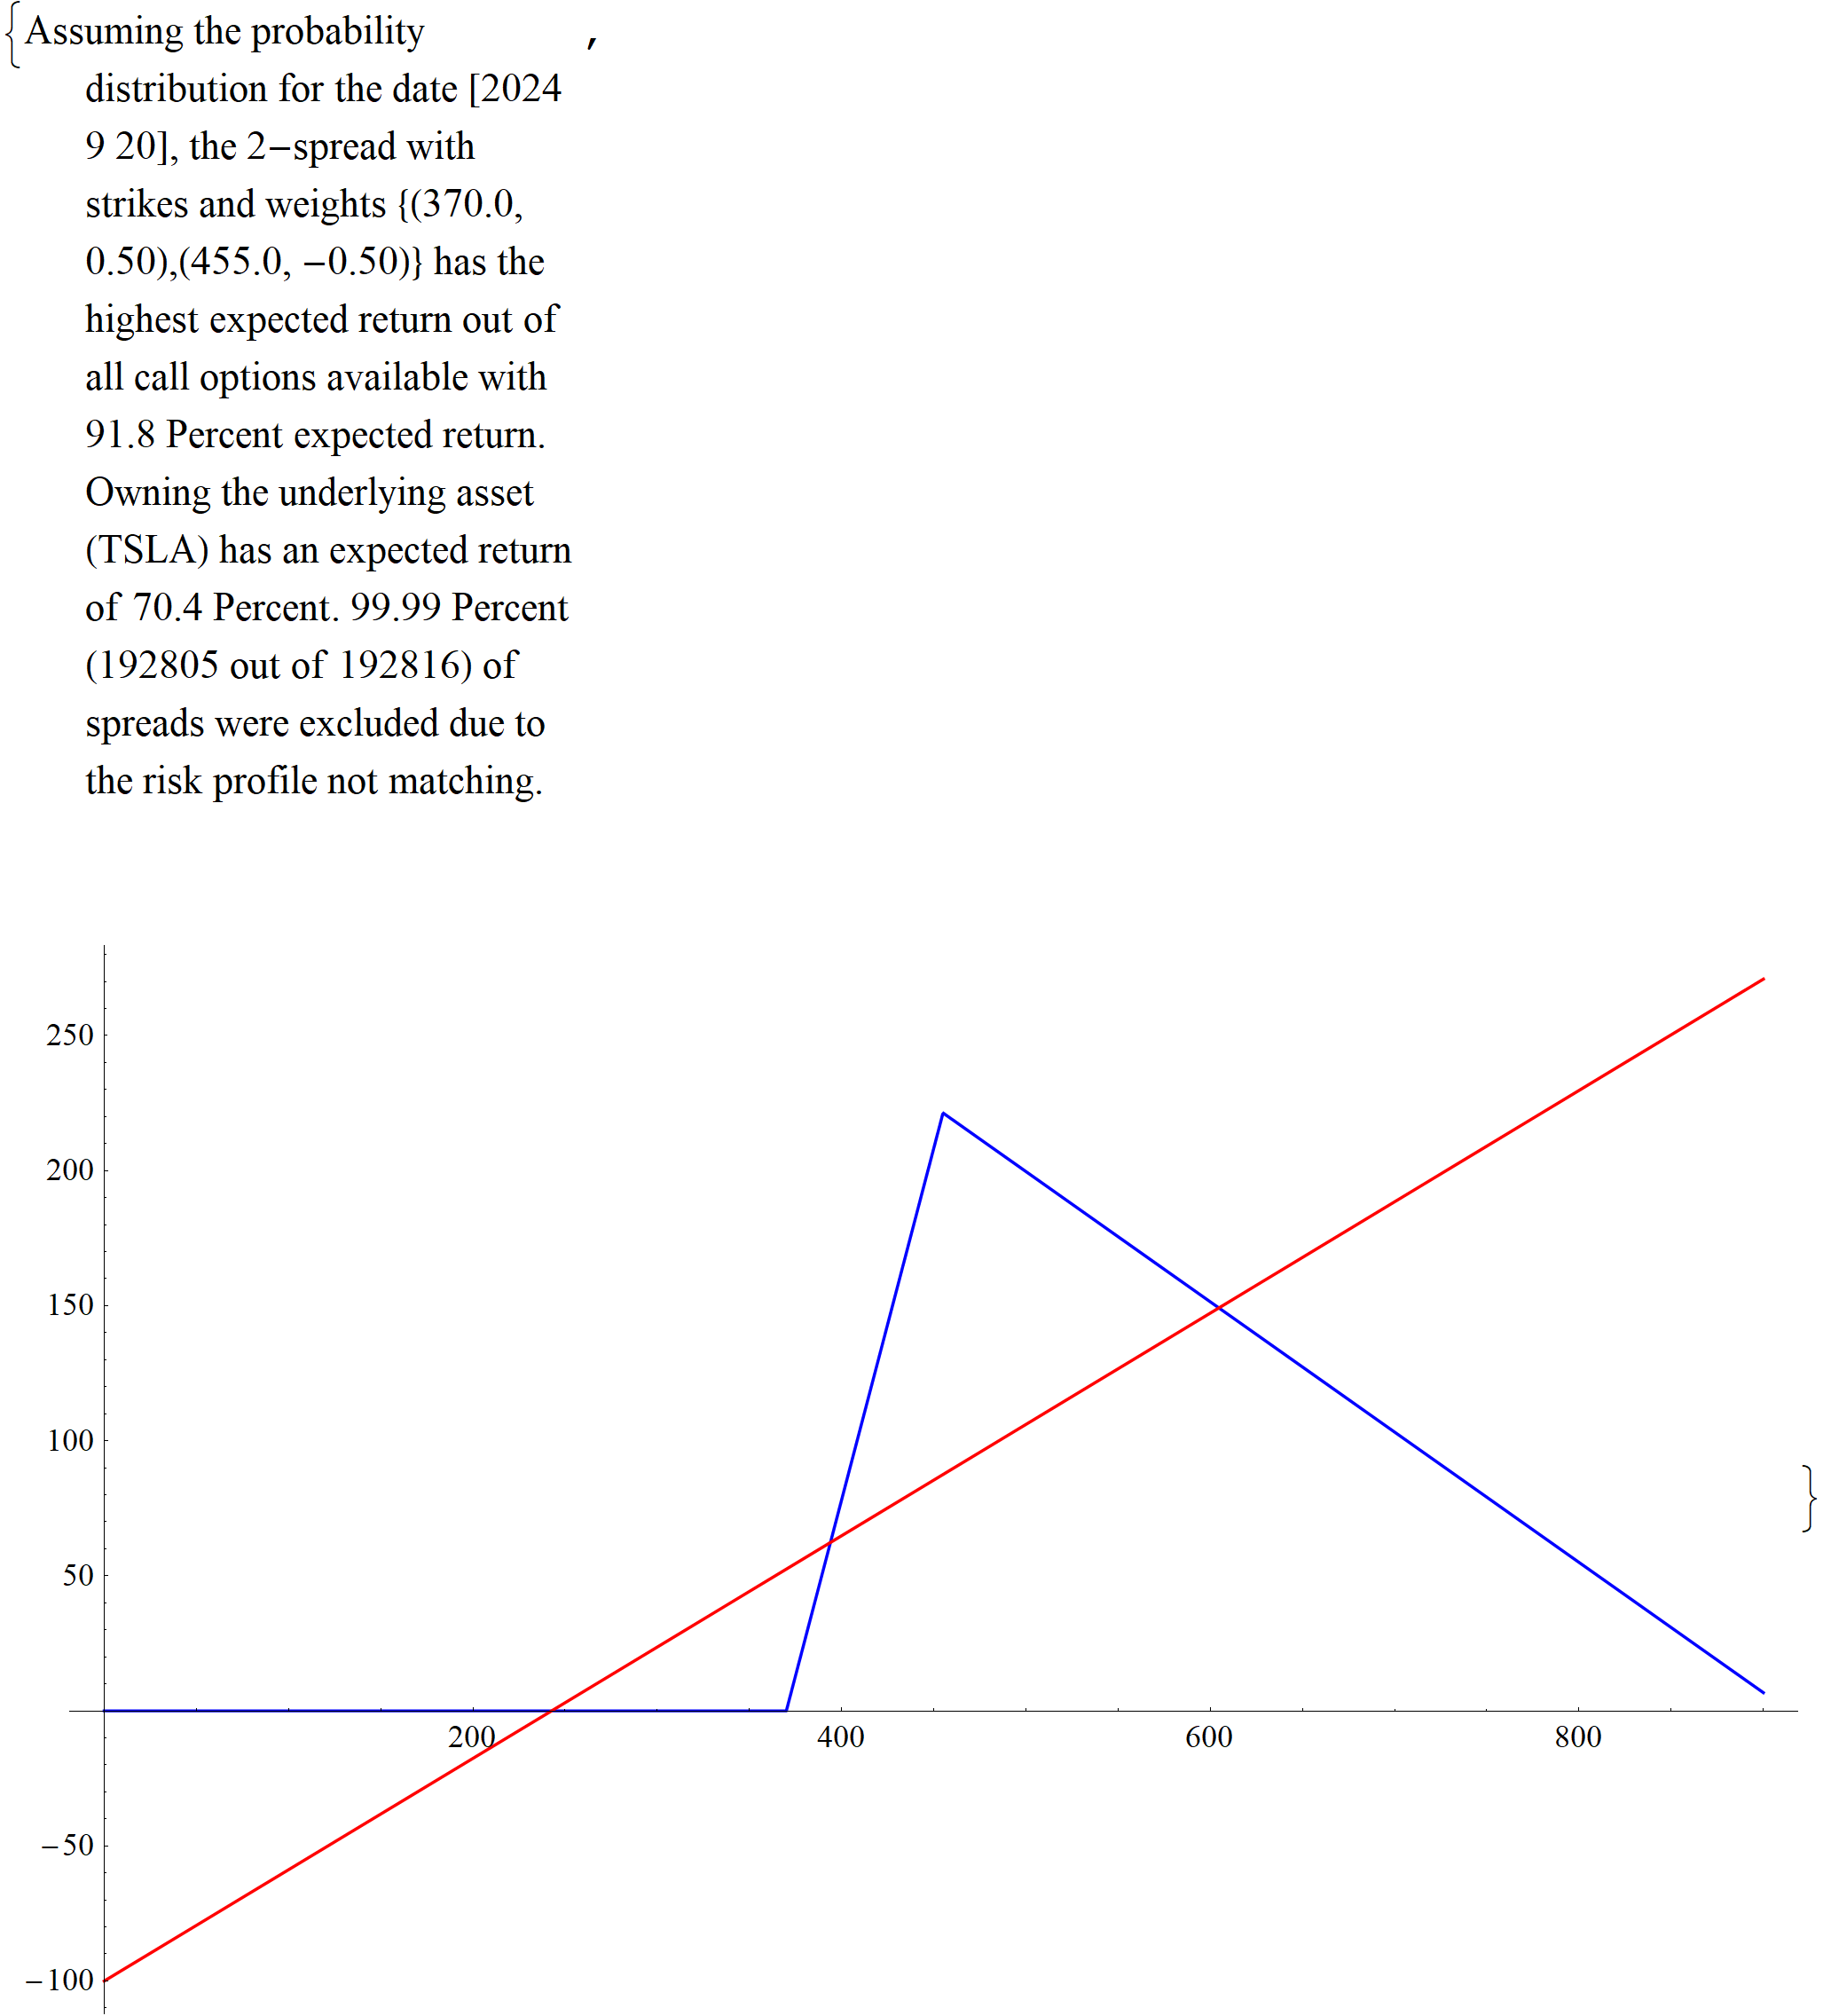 {Assuming the probability ,
distribution for the date [2024
9 20], the 2−spread with
strikes and weights {(370.0,
0.50),(455.0, −0.50)} has the
highest expected return out of
all call options available with
91.8 Percent expected return.
Owning the underlying asset
(TSLA) has an expected return
of 70.4 Percent. 99.99 Percent
(192805 out of 192816) of
spreads were excluded due to
the risk profile not matching.
250
200
150
100
50
200 400 600 800
−50
−100
}